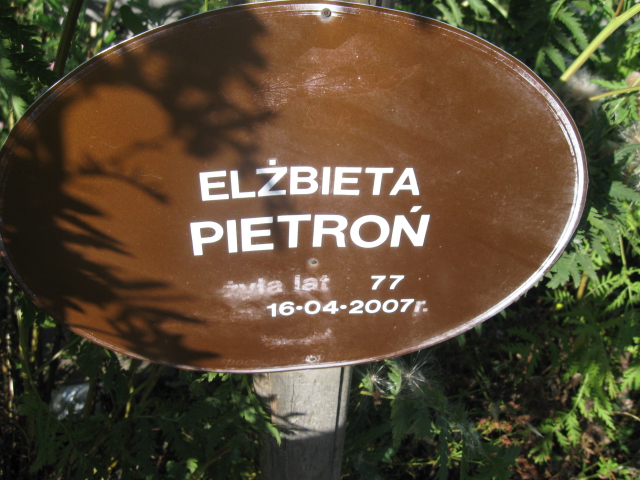 ELŻBIETA
PIETROŃ
żyła lat 77
16-04-2007r.